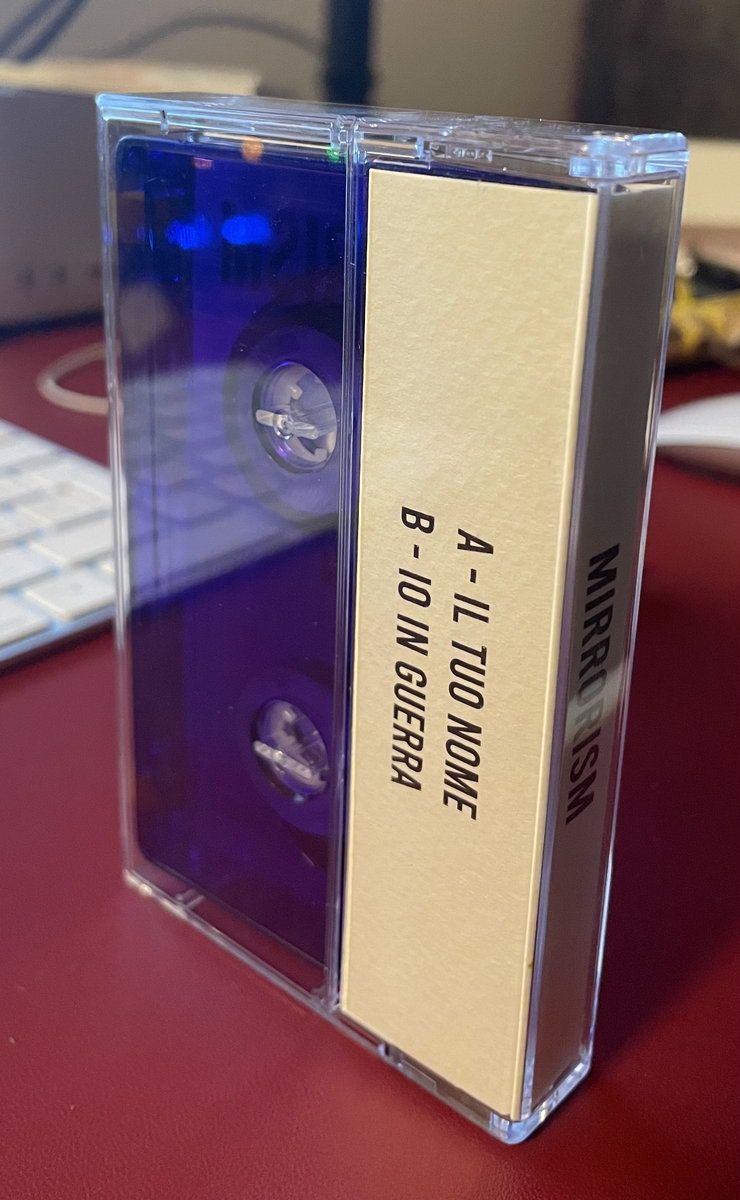 A - IL TUO NOME
B - IO IN GUERRA
MIRRORISM